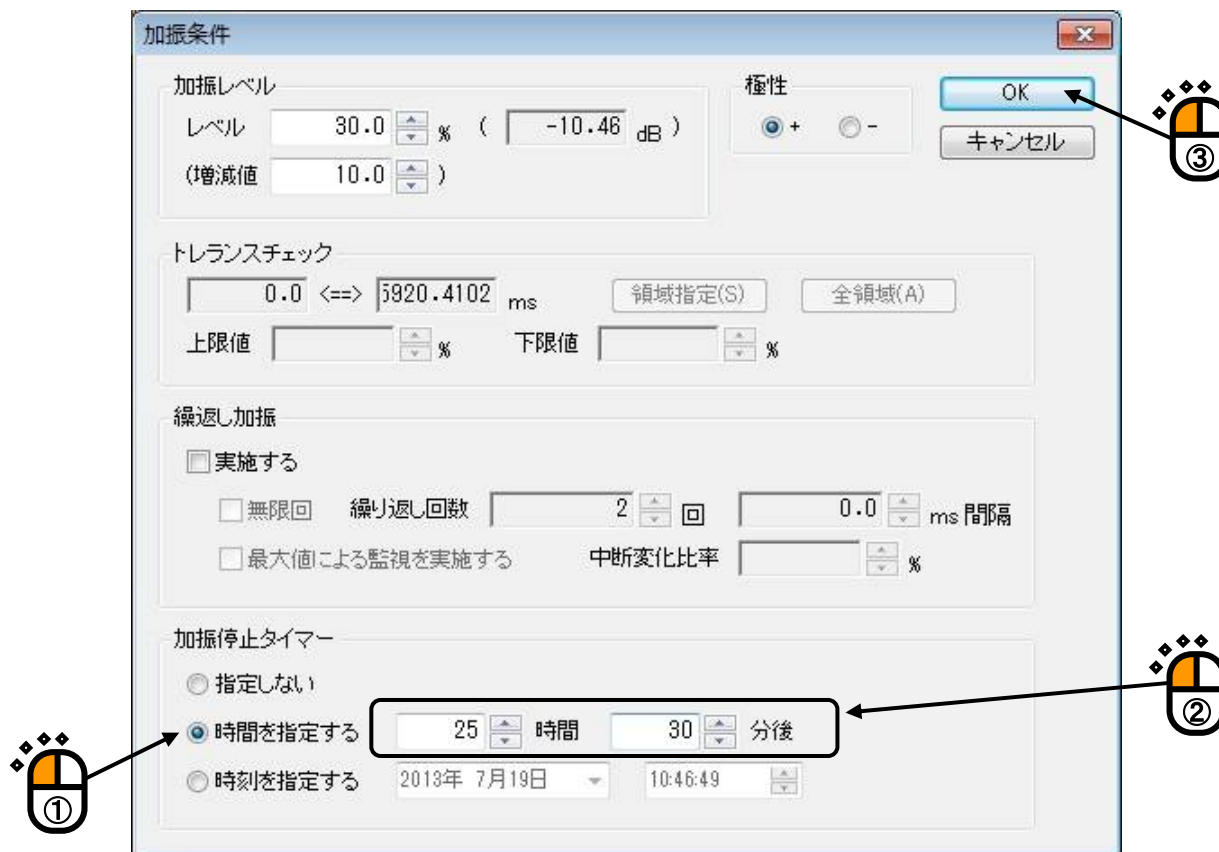 加振条件
加振レベル
レベル 30.0 % ( -10.46 dB )
(増減値 10.0 )
極性
+ -
OK
キャンセル
③
トレランスチェック
0.0 <==> 5920.4102 ms 領域指定(S) 全領域(A)
上限値 % 下限値 %
繰返し加振
実施する
無限回 繰り返し回数 2 回 0.0 ms 間隔
最大値による監視を実施する 中断変化比率 %
加振停止タイマー
指定しない
時間を指定する 25 時間 30 分後
②
時刻を指定する 2013年 7月19日 10:46:49
①